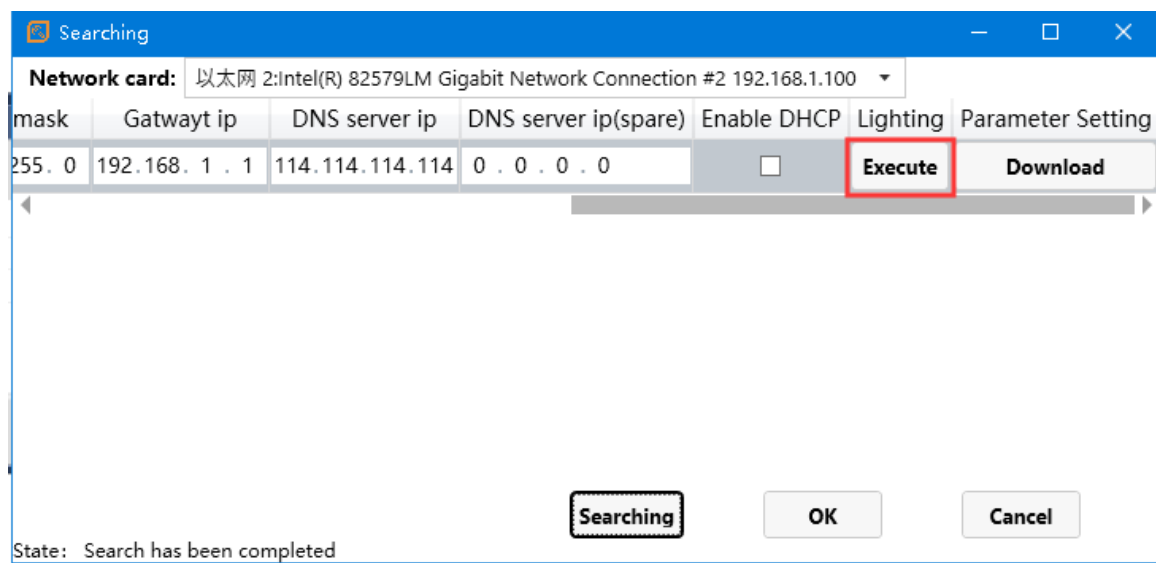 Searching
Network card: 以太网 2:Intel(R) 82579LM Gigabit Network Connection #2 192.168.1.100
mask Gatwayt ip DNS server ip DNS server ip(spare) Enable DHCP Lighting Parameter Setting
255. 0 192.168. 1 . 1 114.114.114.114 0 . 0 . 0 . 0 Execute Download
Searching OK Cancel
State: Search has been completed